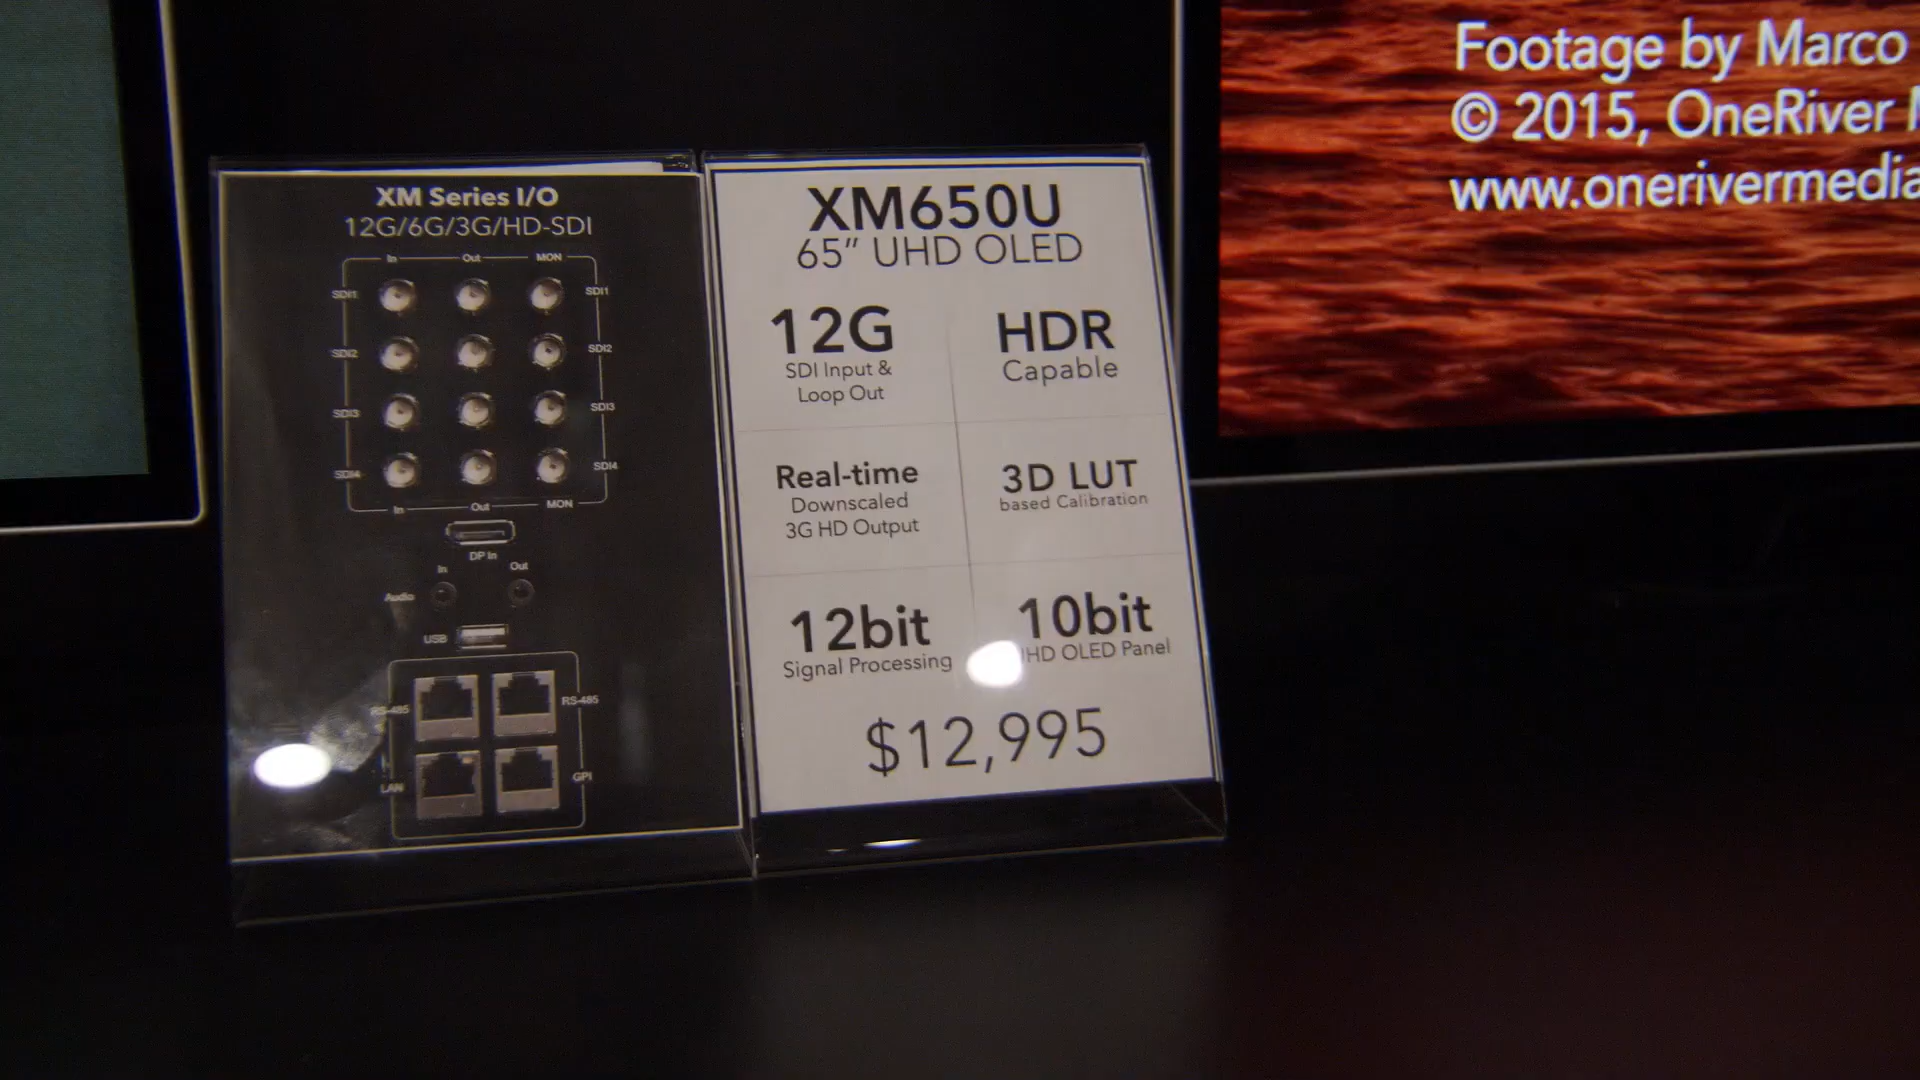 Footage by Marco
© 2015, OneRiver
www.onerivermedia
XM Series I/O
12G/6G/3G/HD-SDI
In Out MON
SDI1 SDI1
SDI2 SDI2
SDI3 SDI3
SDI4 SDI4
In Out MON
DP In
In Out
Audio
USB
RS-485 RS-485
LAN GPI
XM650U
65” UHD OLED
12G
SDI Input &
Loop Out
HDR
Capable
Real-time
Downscaled
3G HD Output
3D LUT
based Calibration
12bit
Signal Processing
10bit
OLED Panel
$12,995